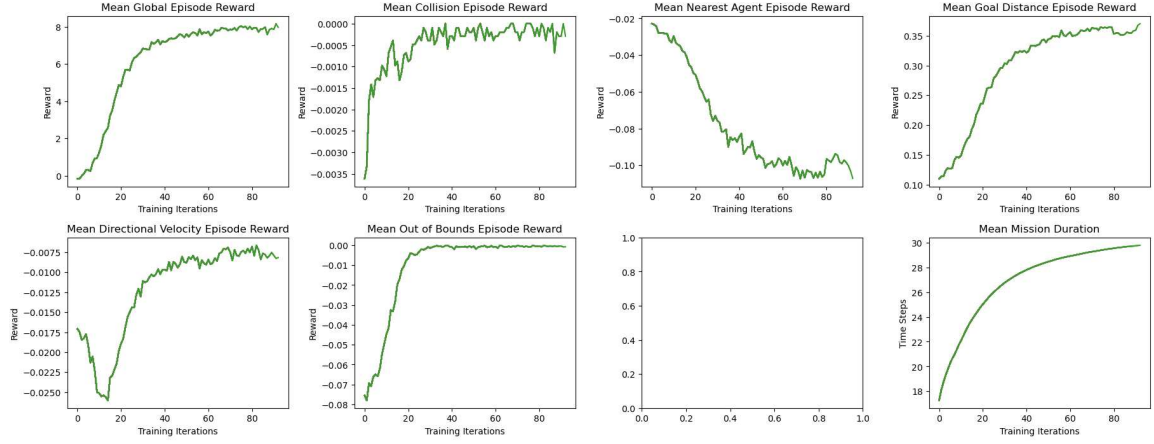 Mean Global Episode Reward
Reward
8
6
4
2
0
0 20 40 60 80
Training Iterations
Mean Collision Episode Reward
Reward
0.0000
−0.0005
−0.0010
−0.0015
−0.0020
−0.0025
−0.0030
−0.0035
0 20 40 60 80
Training Iterations
Mean Nearest Agent Episode Reward
Reward
−0.02
−0.04
−0.06
−0.08
−0.10
0 20 40 60 80
Training Iterations
Mean Goal Distance Episode Reward
Reward
0.35
0.30
0.25
0.20
0.15
0.10
0 20 40 60 80
Training Iterations
Mean Directional Velocity Episode Reward
Reward
−0.0075
−0.0100
−0.0125
−0.0150
−0.0175
−0.0200
−0.0225
−0.0250
0 20 40 60 80
Training Iterations
Mean Out of Bounds Episode Reward
Reward
0.00
−0.01
−0.02
−0.03
−0.04
−0.05
−0.06
−0.07
−0.08
0 20 40 60 80
Training Iterations
1.0
0.8
0.6
0.4
0.2
0.0
0.0 0.2 0.4 0.6 0.8 1.0
Mean Mission Duration
Time Steps
30
28
26
24
22
20
18
0 20 40 60 80
Training Iterations